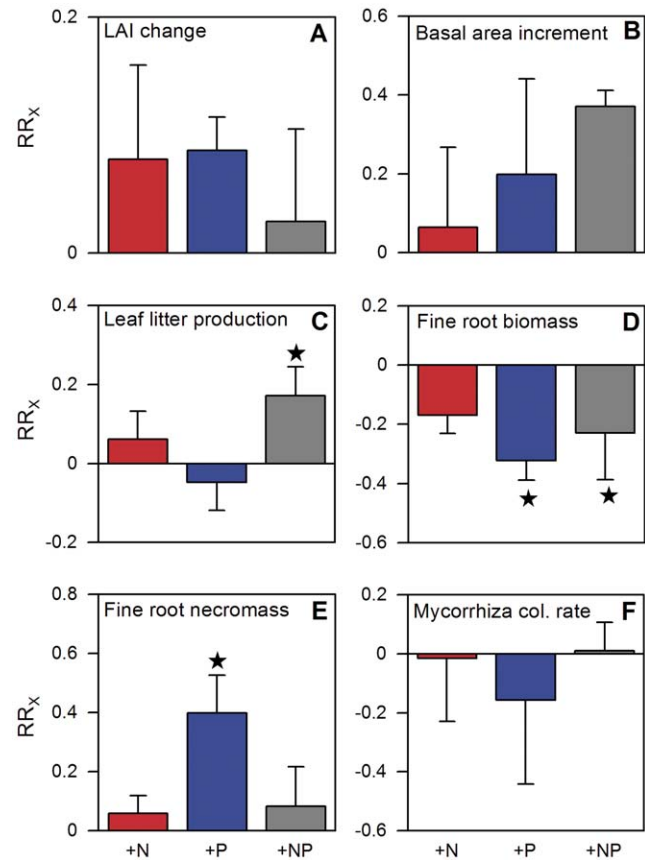 LAI change A
Basal area increment B
0.2
0
RRX
0.6
0.4
0.2
0
Leaf litter production C
Fine root biomass D
0.4
0.2
0
-0.2
RRX
★
0.2
0
-0.2
-0.4
-0.6
★ ★
Fine root necromass E
Mycorrhiza col. rate F
0.8
0.6
0.4
0.2
0
RRX
★
0.2
0
-0.2
-0.4
-0.6
+N +P +NP
+N +P +NP